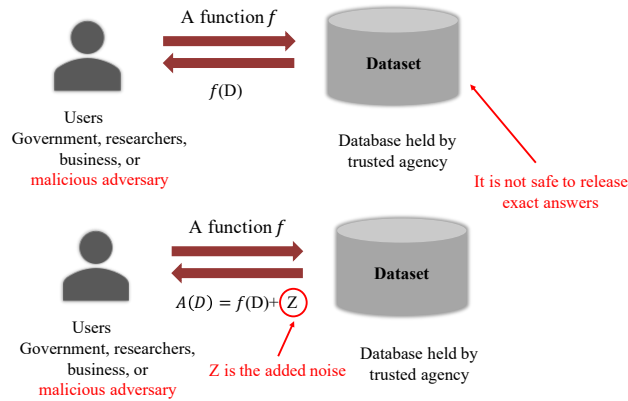 A function f
Dataset
f(D)
Users
Government, researchers,
business, or
malicious adversary
Database held by
trusted agency
It is not safe to release
exact answers
A function f
Dataset
A(D) = f(D)+ Z
Users
Government, researchers,
business, or
malicious adversary
Z is the added noise
Database held by
trusted agency